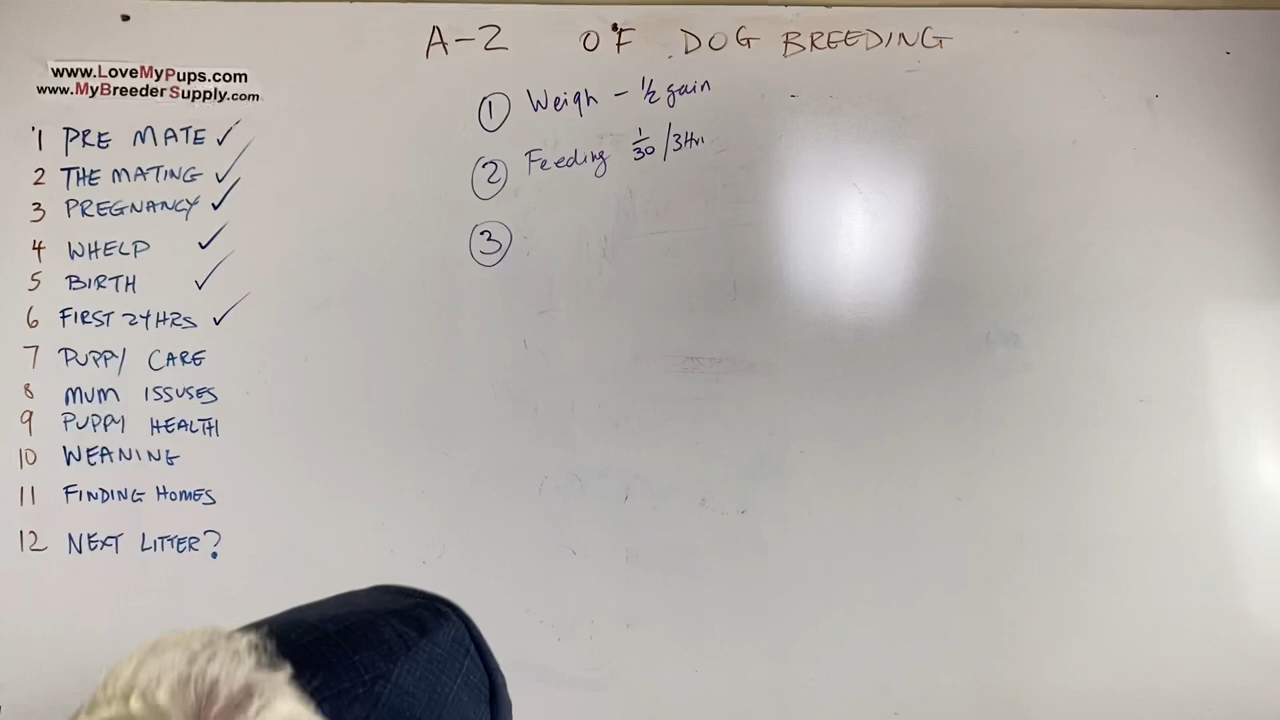 A-Z OF DOG BREEDING
www.LoveMyPups.com
www.MyBreederSupply.com
1 PRE MATE ✓
2 THE MATING ✓
3 PREGNANCY ✓
4 WHELP ✓
5 BIRTH ✓
6 FIRST 24HRS ✓
7 PUPPY CARE
8 MUM ISSUSES
9 PUPPY HEALTH
10 WEANING
11 FINDING HOMES
12 NEXT LITTER?
① Weigh - 1/2 gain
② Feeding 1/30 /3Hr
③